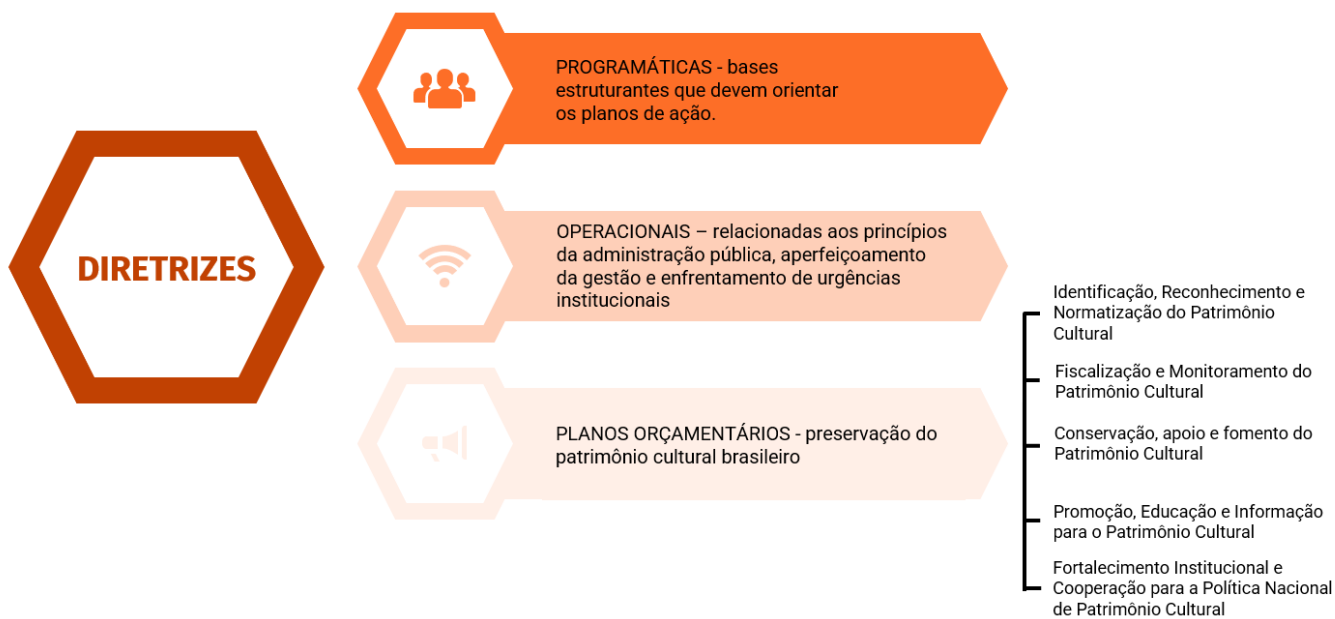 DIRETRIZES
PROGRAMÁTICAS - bases
estruturantes que devem orientar
os planos de ação.
OPERACIONAIS – relacionadas aos princípios
da administração pública, aperfeiçoamento
da gestão e enfrentamento de urgências
institucionais
PLANOS ORÇAMENTÁRIOS - preservação do
patrimônio cultural brasileiro
Identificação, Reconhecimento e
Normatização do Patrimônio
Cultural
Fiscalização e Monitoramento do
Patrimônio Cultural
Conservação, apoio e fomento do
Patrimônio Cultural
Promoção, Educação e Informação
para o Patrimônio Cultural
Fortalecimento Institucional e
Cooperação para a Política Nacional
de Patrimônio Cultural